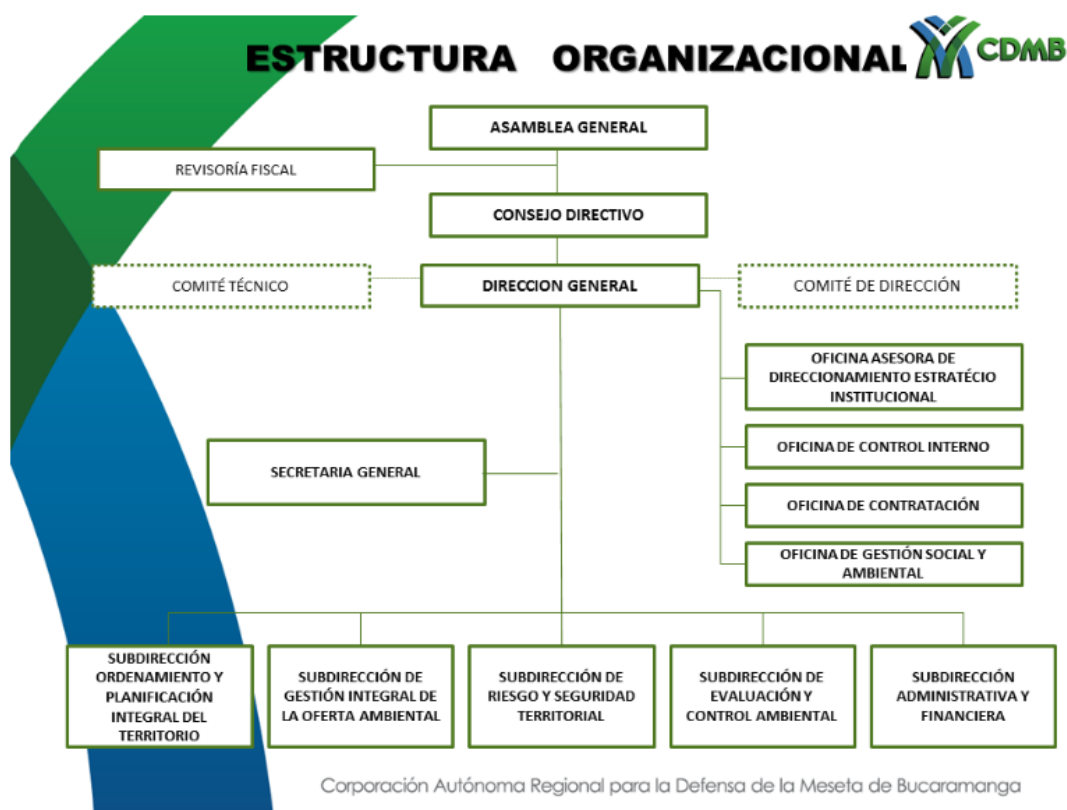 ESTRUCTURA ORGANIZACIONAL
CDMB
ASAMBLEA GENERAL
REVISORÍA FISCAL
CONSEJO DIRECTIVO
COMITÉ TÉCNICO
DIRECCION GENERAL
COMITÉ DE DIRECCIÓN
OFICINA ASESORA DE
DIRECCIONAMIENTO ESTRATÉCIO
INSTITUCIONAL
OFICINA DE CONTROL INTERNO
SECRETARIA GENERAL
OFICINA DE CONTRATACIÓN
OFICINA DE GESTIÓN SOCIAL Y
AMBIENTAL
SUBDIRECCIÓN
ORDENAMIENTO Y
PLANIFICACIÓN
INTEGRAL DEL
TERRITORIO
SUBDIRECCIÓN DE
GESTIÓN INTEGRAL DE
LA OFERTA AMBIENTAL
SUBDIRECCIÓN DE
RIESGO Y SEGURIDAD
TERRITORIAL
SUBDIRECCIÓN DE
EVALUACIÓN Y
CONTROL AMBIENTAL
SUBDIRECCIÓN
ADMINISTRATIVA Y
FINANCIERA
Corporación Autónoma Regional para la Defensa de la Meseta de Bucaramanga